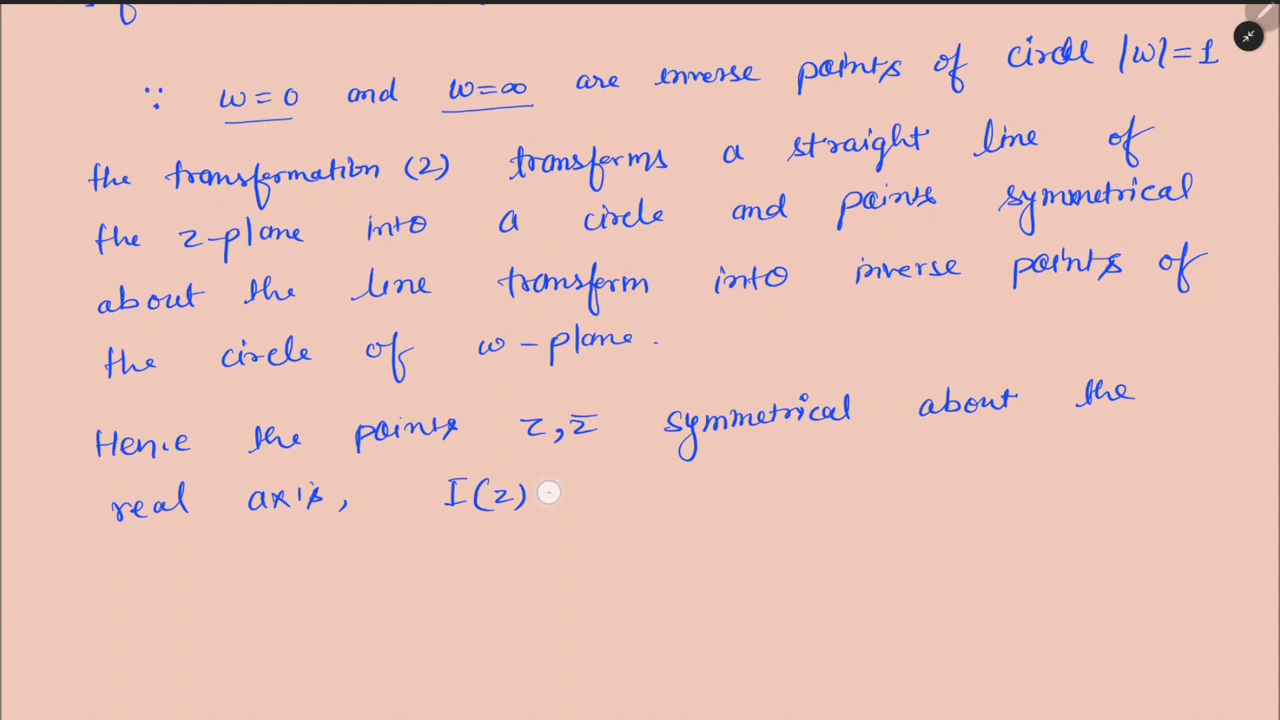 ∵ w=0 and w=∞ are inverse points of circle |w|=1
the transformation (2) transforms a straight line of
the z-plane into a circle and points symmetrical
about the line transform into inverse points of
the circle of w-plane.
Hence the points z, z̅ symmetrical about the
real axis, I(z)